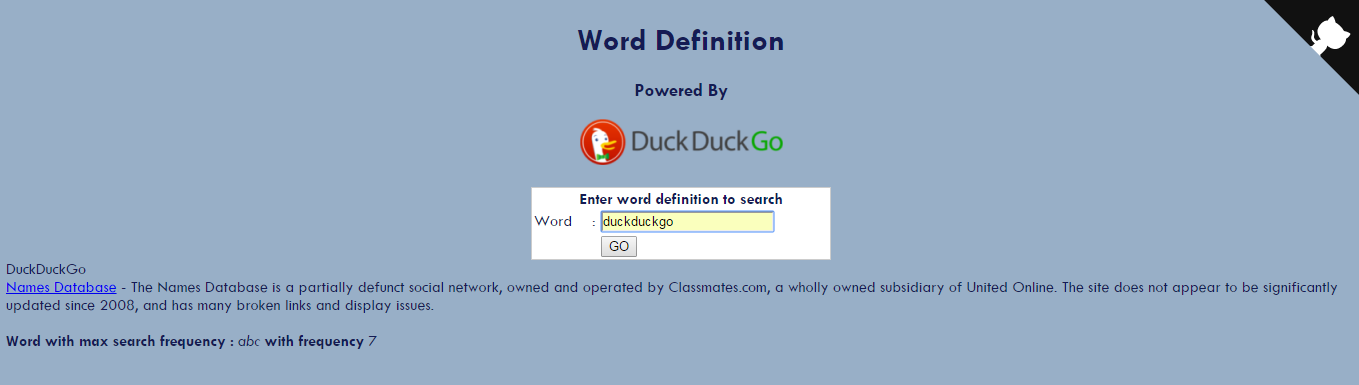 Word Definition
Powered By
DuckDuckGo
Enter word definition to search
Word : duckduckgo
GO
DuckDuckGo
Names Database - The Names Database is a partially defunct social network, owned and operated by Classmates.com, a wholly owned subsidiary of United Online. The site does not appear to be significantly
updated since 2008, and has many broken links and display issues.
Word with max search frequency : abc with frequency 7